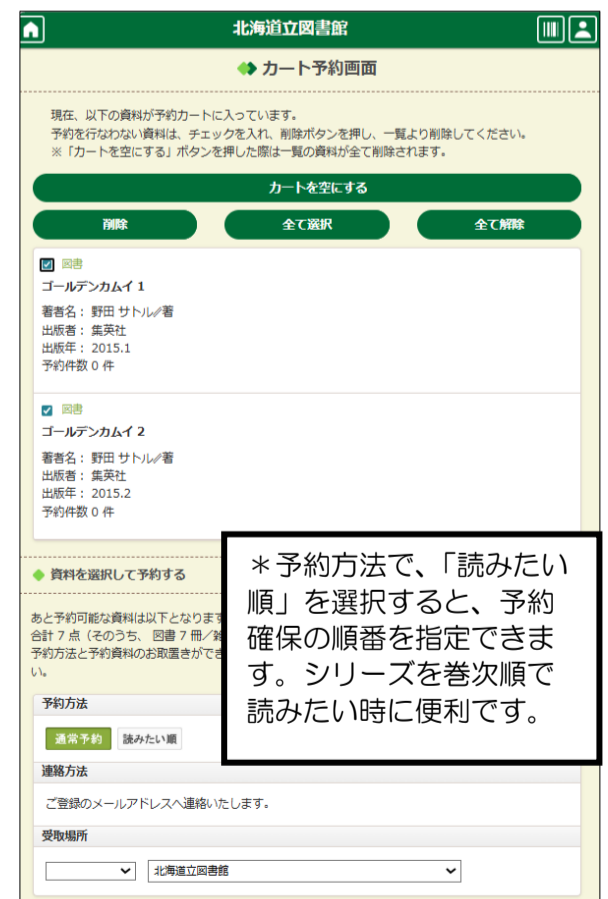 北海道立図書館
カート予約画面
現在、以下の資料が予約カートに入っています。
予約を行なわない資料は、チェックを入れ、削除ボタンを押し、一覧より削除してください。
※「カートを空にする」ボタンを押した際は一覧の資料が全て削除されます。
カートを空にする
削除 全て選択 全て解除
図書
ゴールデンカムイ 1
著者名： 野田 サトル∥著
出版者： 集英社
出版年： 2015.1
予約件数 0 件
図書
ゴールデンカムイ 2
著者名： 野田 サトル∥著
出版者： 集英社
出版年： 2015.2
予約件数 0 件
資料を選択して予約する
あと予約可能な資料は以下となります
合計 7 点（そのうち、 図書 7 冊／
予約方法と予約資料のお取置きができ
い。
＊予約方法で、「読みたい
順」を選択すると、予約
確保の順番を指定できま
す。シリーズを巻次順で
読みたい時に便利です。
予約方法
通常予約 読みたい順
連絡方法
ご登録のメールアドレスへ連絡いたします。
受取場所
北海道立図書館